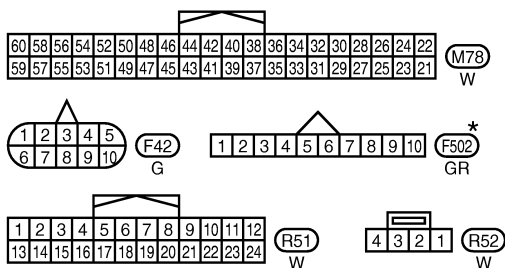 60 58 56 54 52 50 48 46 44 42 40 38 36 34 32 30 28 26 24 22
59 57 55 53 51 49 47 45 43 41 39 37 35 33 31 29 27 25 23 21
M78
W
1 2 3 4 5
6 7 8 9 10
F42
G
1 2 3 4 5 6 7 8 9 10
*
F502
GR
1 2 3 4 5 6 7 8 9 10 11 12
13 14 15 16 17 18 19 20 21 22 23 24
R51
W
4 3 2 1
R52
W